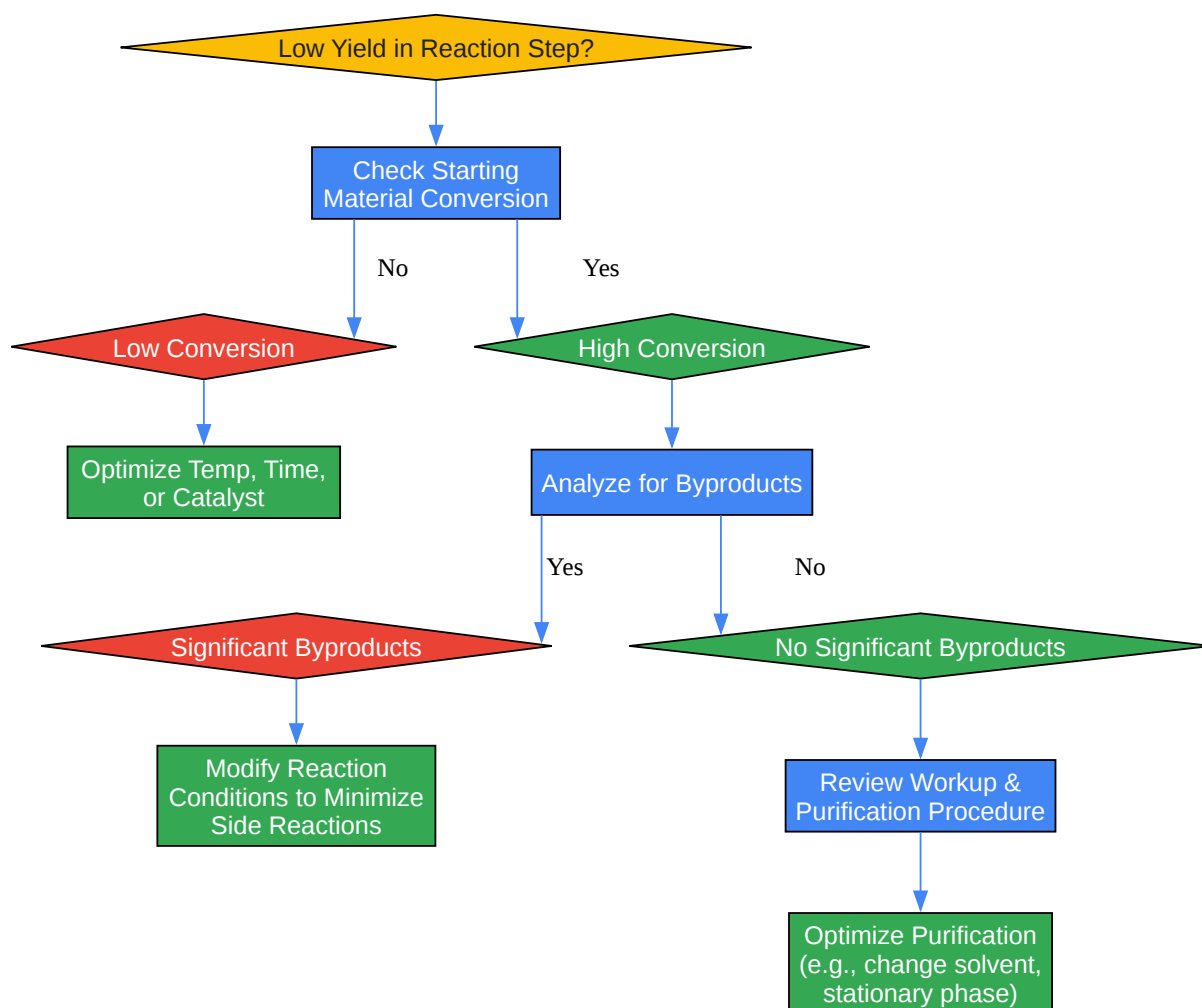 Low Yield in Reaction Step?
Check Starting
Material Conversion
No
Yes
Low Conversion
High Conversion
Optimize Temp, Time,
or Catalyst
Analyze for Byproducts
Yes
No
Significant Byproducts
No Significant Byproducts
Modify Reaction
Conditions to Minimize
Side Reactions
Review Workup &
Purification Procedure
Optimize Purification
(e.g., change solvent,
stationary phase)